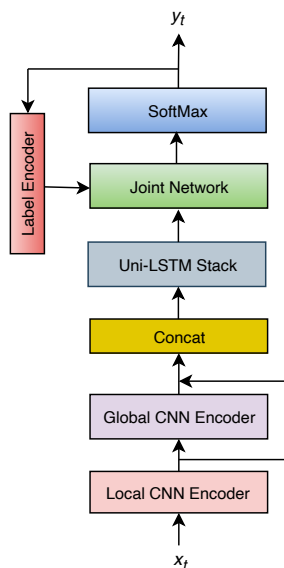 y_t
SoftMax
Label Encoder
Joint Network
Uni-LSTM Stack
Concat
Global CNN Encoder
Local CNN Encoder
x_t